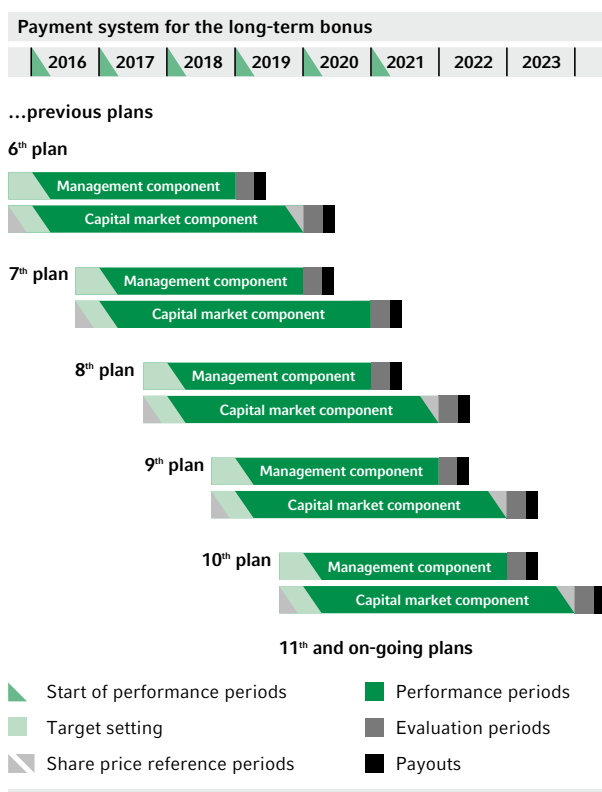 Payment system for the long-term bonus
2016 2017 2018 2019 2020 2021 2022 2023
...previous plans
6th plan
Management component
Capital market component
7th plan
Management component
Capital market component
8th plan
Management component
Capital market component
9th plan
Management component
Capital market component
10th plan
Management component
Capital market component
11th and on-going plans
Start of performance periods
Performance periods
Target setting
Evaluation periods
Share price reference periods
Payouts